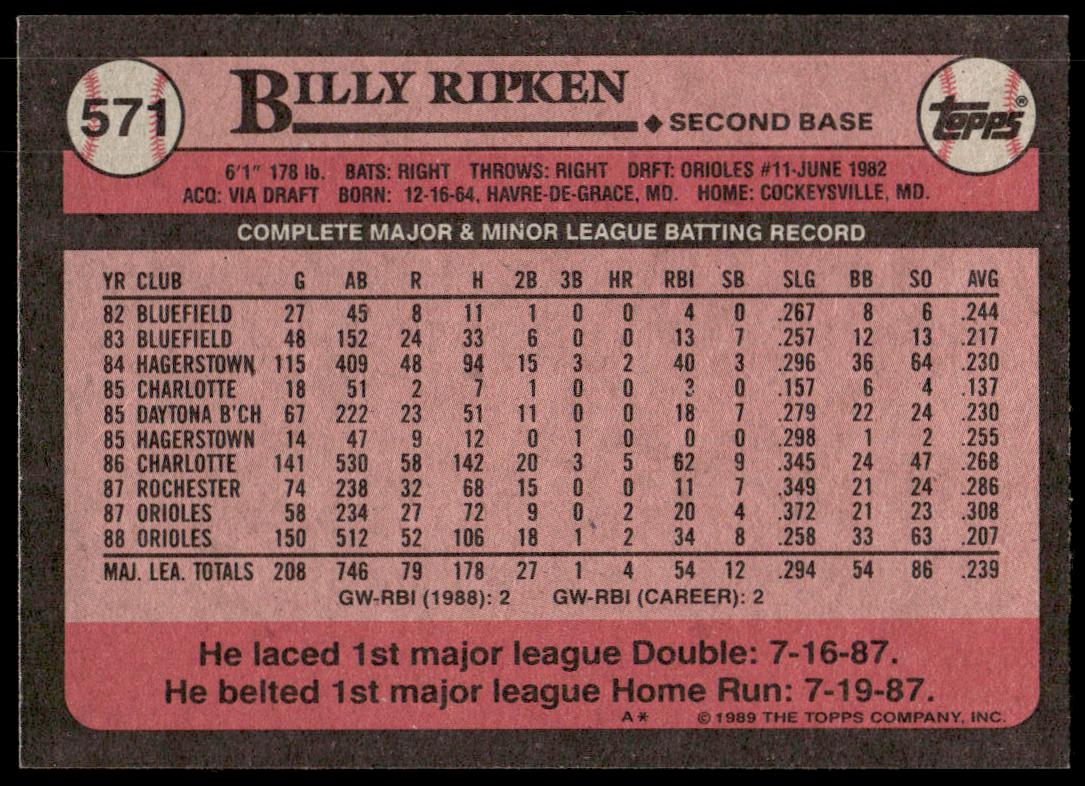 571 BILLY RIPKEN topps®
◆ SECOND BASE
6'1" 178 lb. BATS: RIGHT THROWS: RIGHT DRFT: ORIOLES #11-JUNE 1982
ACQ: VIA DRAFT BORN: 12-16-64, HAVRE-DE-GRACE, MD. HOME: COCKEYSVILLE, MD.
COMPLETE MAJOR & MINOR LEAGUE BATTING RECORD
YR CLUB G AB R H 2B 3B HR RBI SB SLG BB SO AVG
82 BLUEFIELD 27 45 8 11 1 0 0 4 0 .267 8 6 .244
83 BLUEFIELD 48 152 24 33 6 0 0 13 7 .257 12 13 .217
84 HAGERSTOWN 115 409 48 94 15 3 2 40 3 .296 36 64 .230
85 CHARLOTTE 18 51 2 7 1 0 0 3 0 .157 6 4 .137
85 DAYTONA B'CH 67 222 23 51 11 0 0 18 7 .279 22 24 .230
85 HAGERSTOWN 14 47 9 12 0 1 0 0 0 .298 1 2 .255
86 CHARLOTTE 141 530 58 142 20 3 5 62 9 .345 24 47 .268
87 ROCHESTER 74 238 32 68 15 0 0 11 7 .349 21 24 .286
87 ORIOLES 58 234 27 72 9 0 2 20 4 .372 21 23 .308
88 ORIOLES 150 512 52 106 18 1 2 34 8 .258 33 63 .207
MAJ. LEA. TOTALS 208 746 79 178 27 1 4 54 12 .294 54 86 .239
GW-RBI (1988): 2 GW-RBI (CAREER): 2
He laced 1st major league Double: 7-16-87.
He belted 1st major league Home Run: 7-19-87.
A* © 1989 THE TOPPS COMPANY, INC.